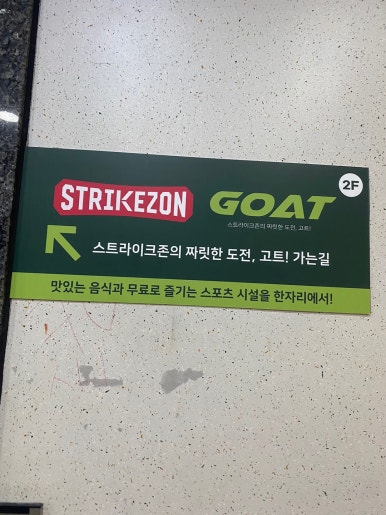 STRIKEZON GOAT 2F
스트라이크존의 짜릿한 도전, 고트!
스트라이크존의 짜릿한 도전, 고트! 가는길
맛있는 음식과 무료로 즐기는 스포츠 시설을 한자리에서!